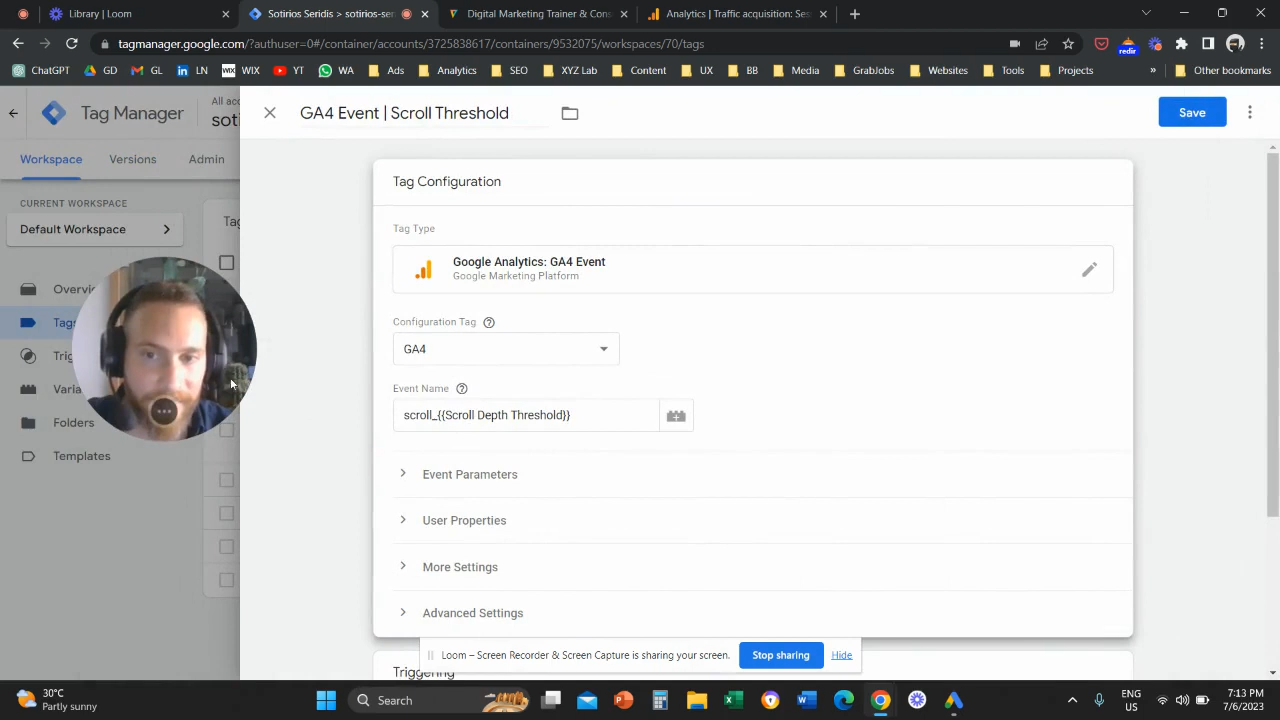 Library | Loom
Sotirios Seridis > sotirios-ser
Digital Marketing Trainer & Cons
Analytics | Traffic acquisition: Ses
tagmanager.google.com/?authuser=0#/container/accounts/3725838617/containers/9532075/workspaces/70/tags
redir
ChatGPT
GD
GL
LN
WIX
WIX
YT
WA
Ads
Analytics
SEO
XYZ Lab
Content
UX
BB
Media
GrabJobs
Websites
Tools
Projects
»
Other bookmarks
Tag Manager
All acc
GA4 Event | Scroll Threshold
Save
Workspace
Versions
Admin
CURRENT WORKSPACE
Default Workspace
Folders
Templates
Tag Configuration
Tag Type
Google Analytics: GA4 Event
Google Marketing Platform
Configuration Tag
GA4
Event Name
scroll_{{Scroll Depth Threshold}}
Event Parameters
User Properties
More Settings
Advanced Settings
Loom – Screen Recorder & Screen Capture is sharing your screen.
Stop sharing
Hide
Triggering
30°C
Partly sunny
Search
ENG
US
7:13 PM
7/6/2023